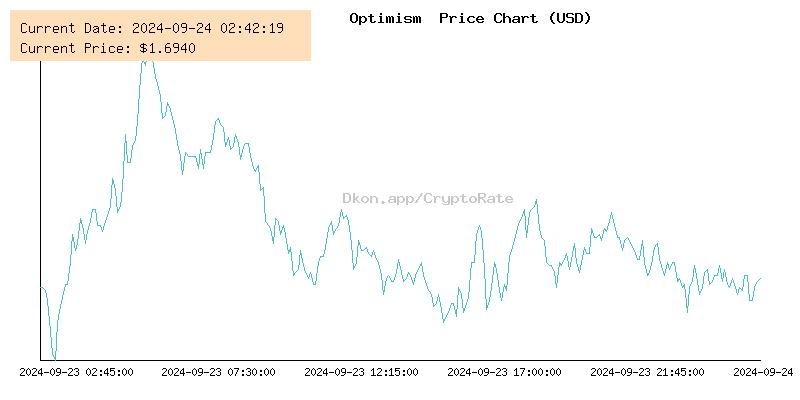 Optimism  Price Chart (USD)
Current Date: 2024-09-24 02:42:19
Current Price: $1.6940
Dkon.app/CryptoRate
2024-09-23 02:45:00 2024-09-23 07:30:00 2024-09-23 12:15:00 2024-09-23 17:00:00 2024-09-23 21:45:00 2024-09-24